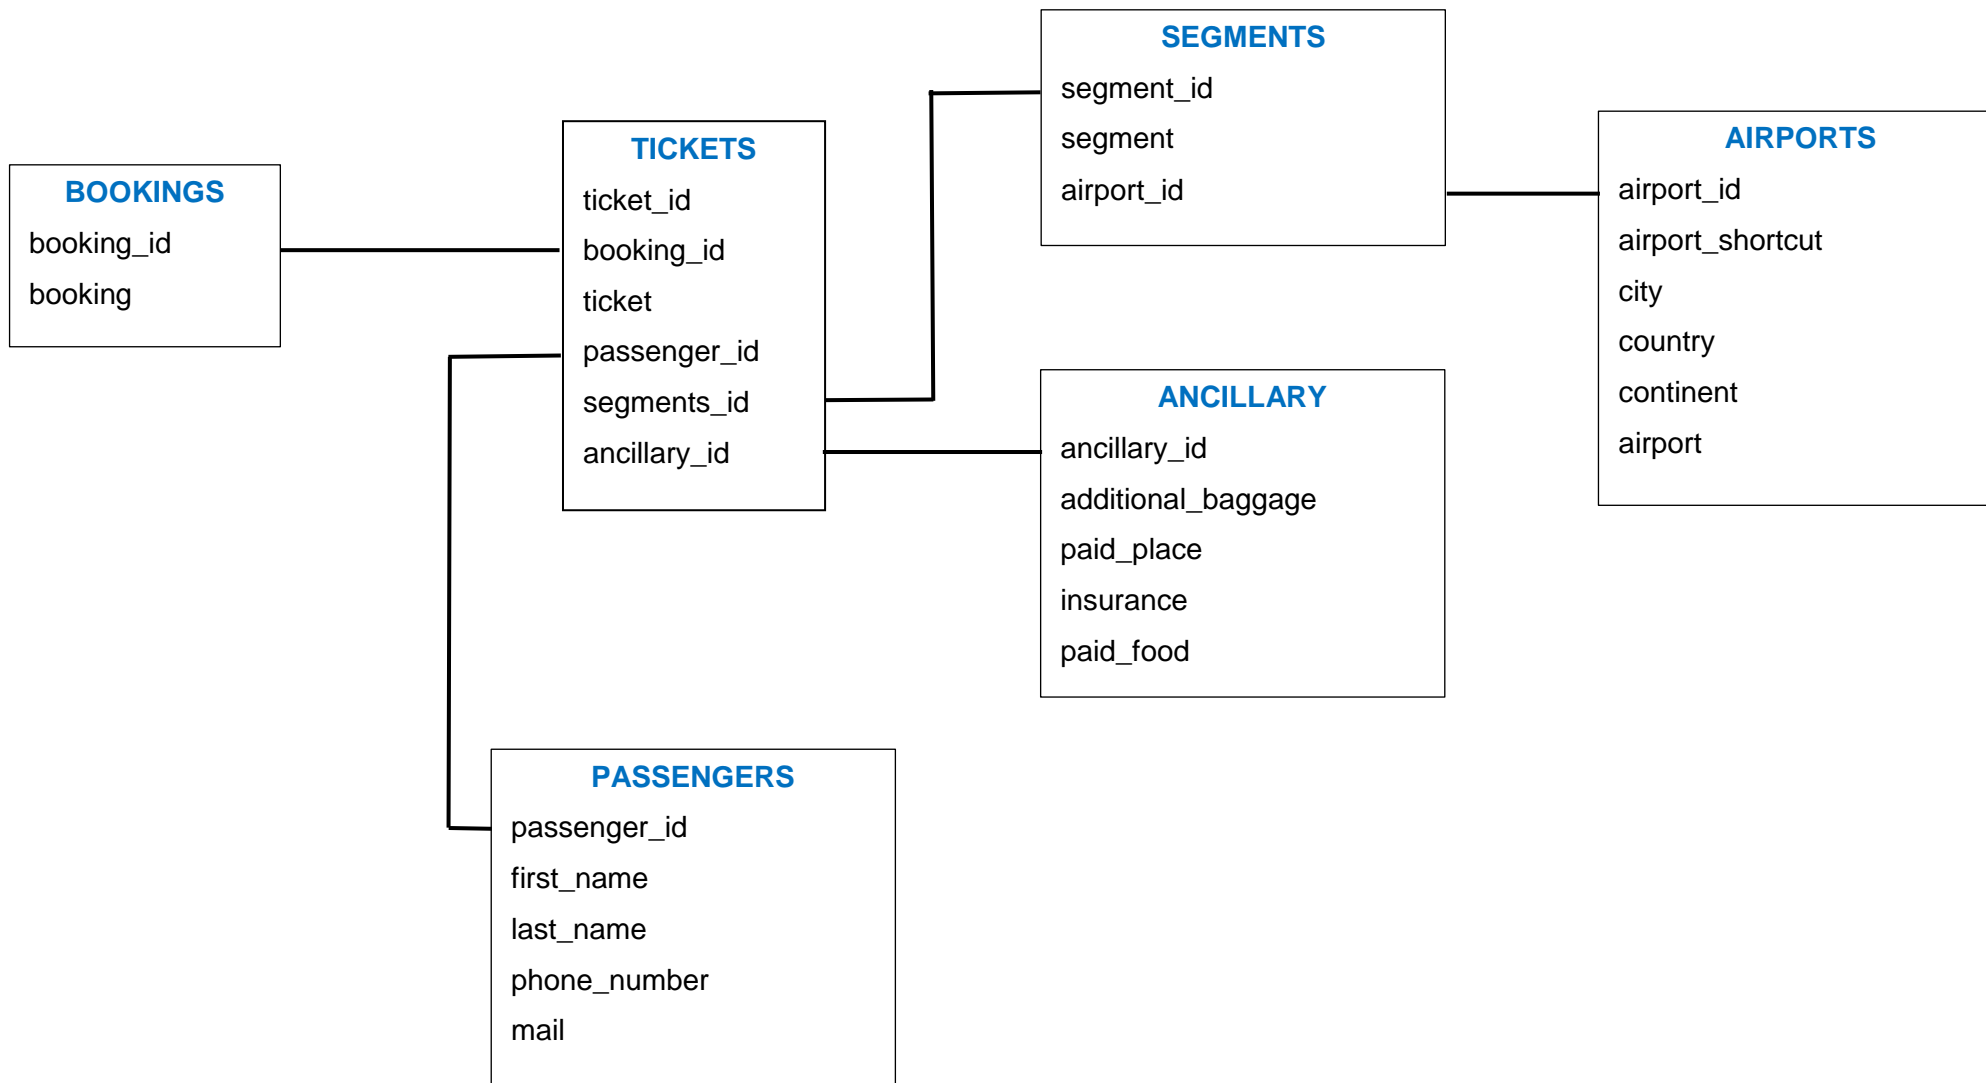 BOOKINGS
booking_id
booking
TICKETS
ticket_id
booking_id
ticket
passenger_id
segments_id
ancillary_id
SEGMENTS
segment_id
segment
airport_id
AIRPORTS
airport_id
airport_shortcut
city
country
continent
airport
ANCILLARY
ancillary_id
additional_baggage
paid_place
insurance
paid_food
PASSENGERS
passenger_id
first_name
last_name
phone_number
mail